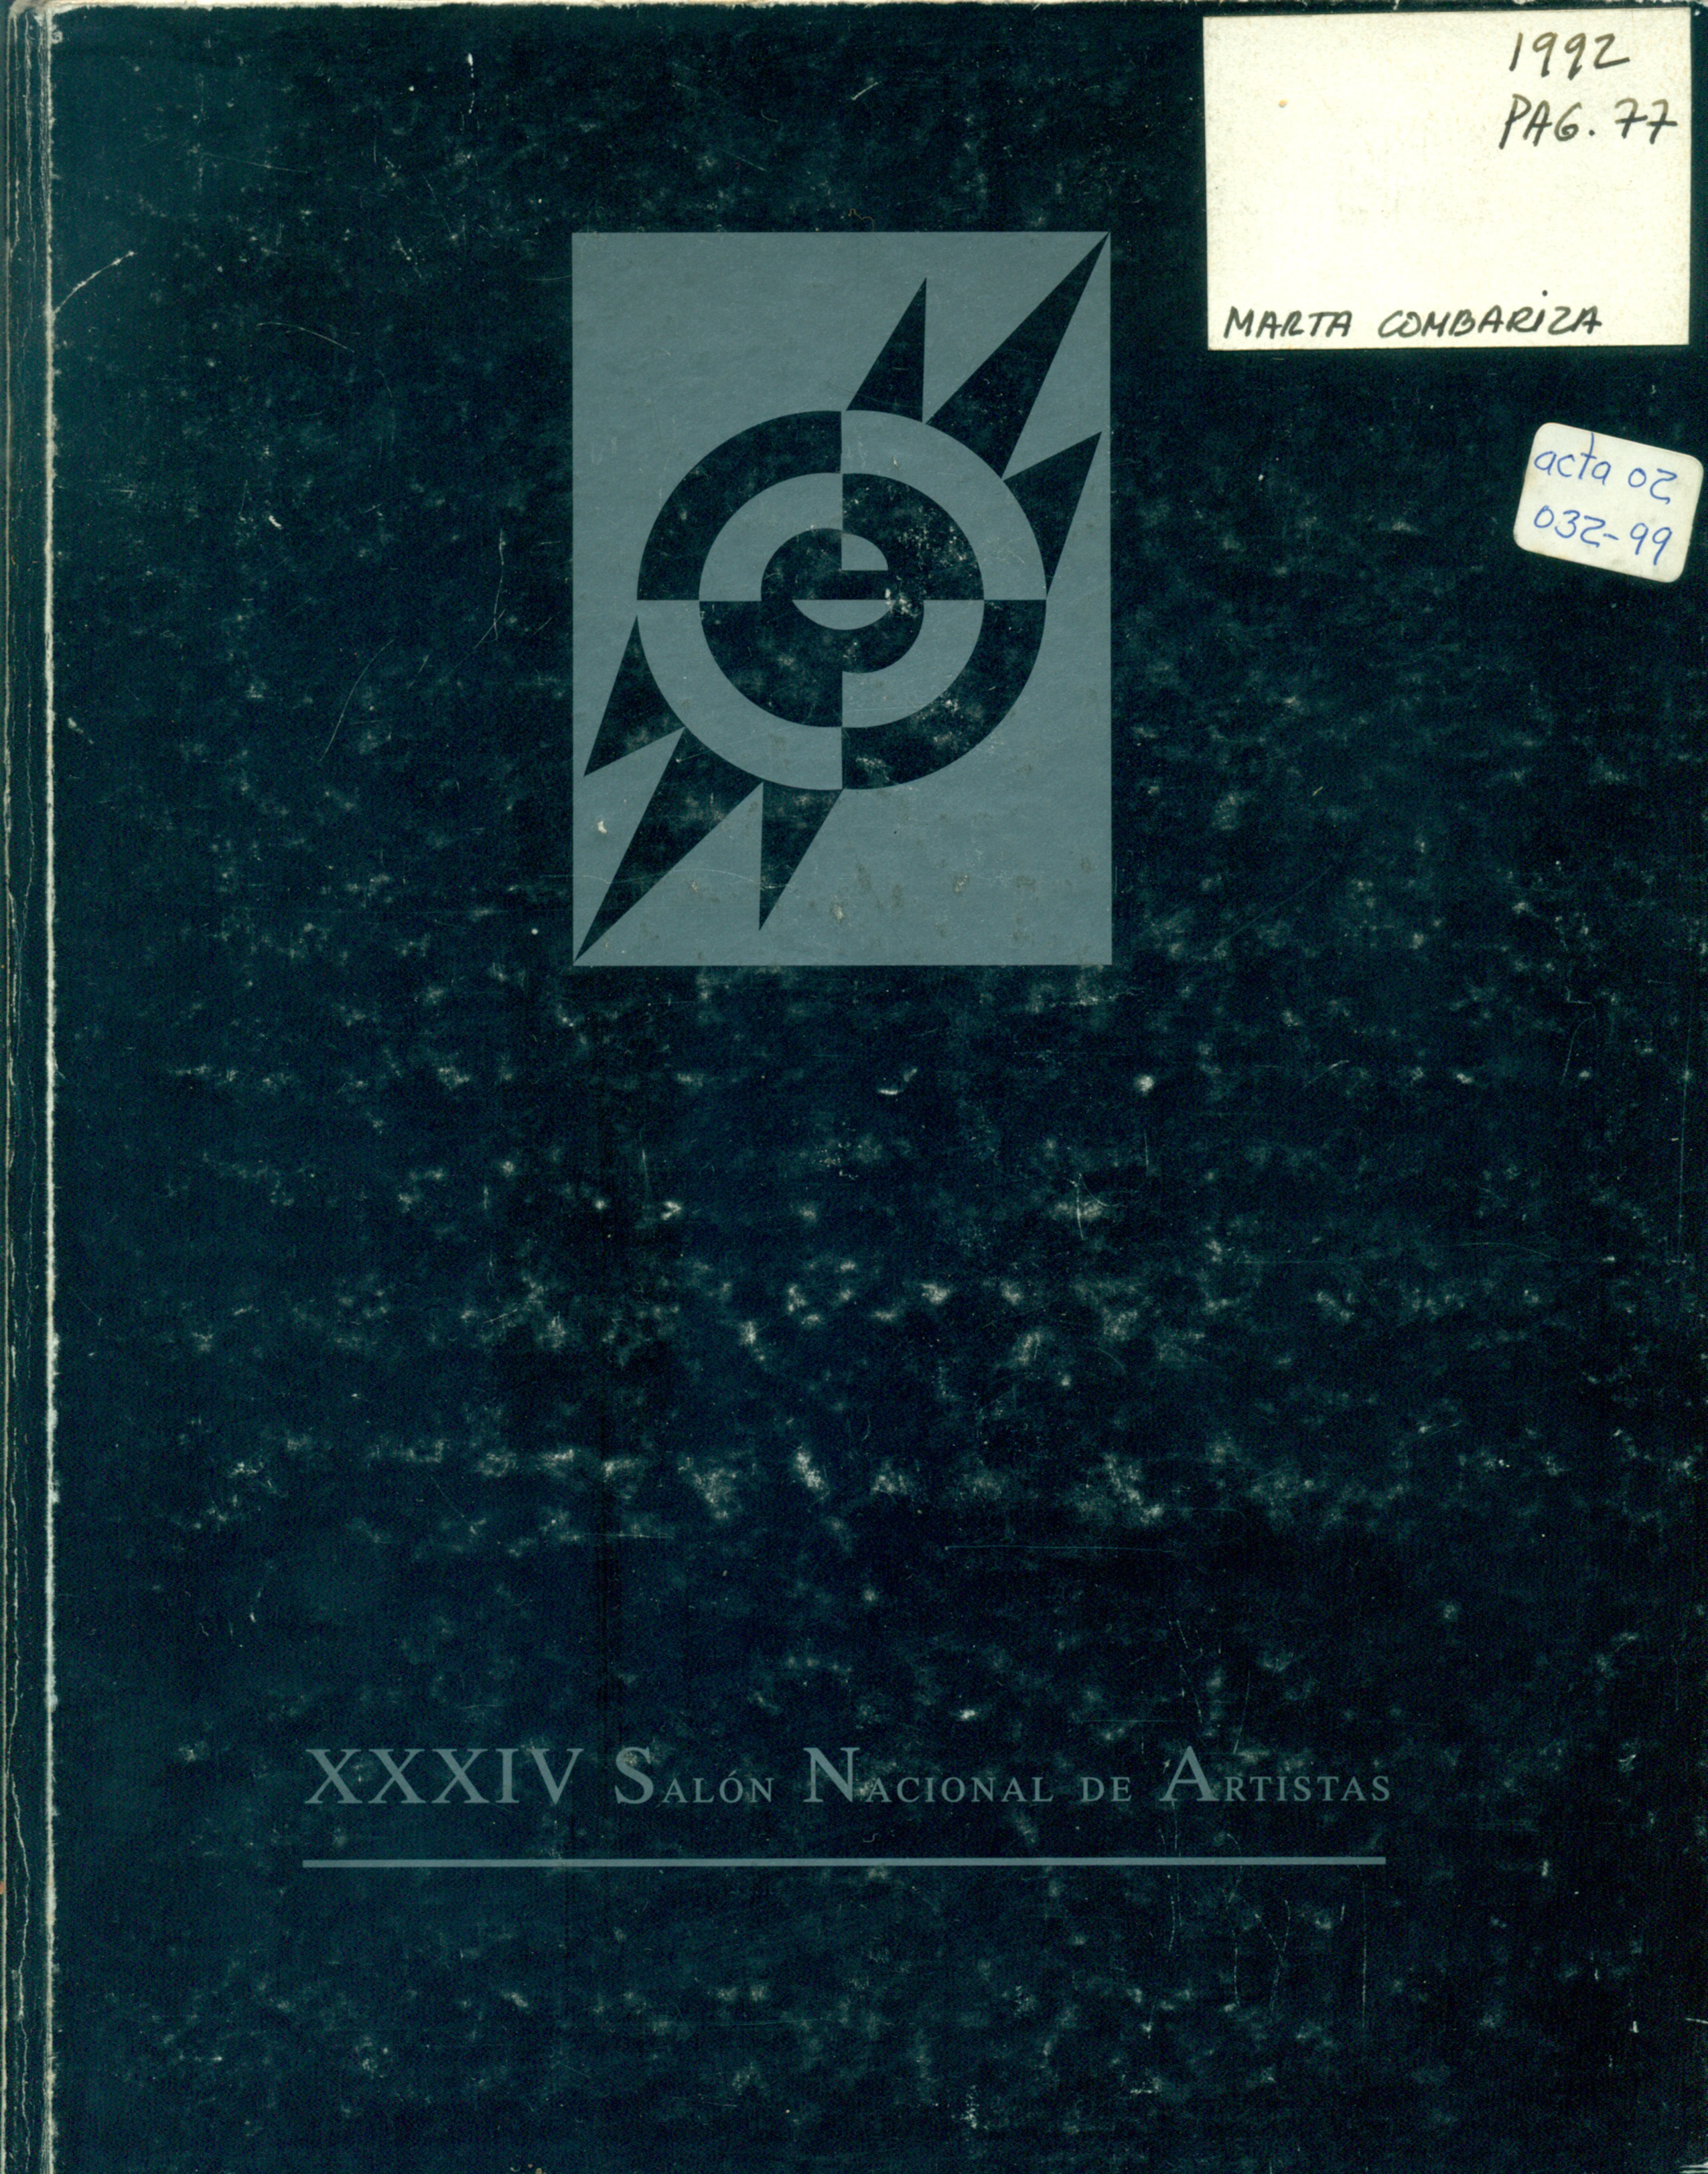 1992
PAG. 77
MARTA COMBARIZA
acta 02
032-99
XXXIV SALÓN NACIONAL DE ARTISTAS